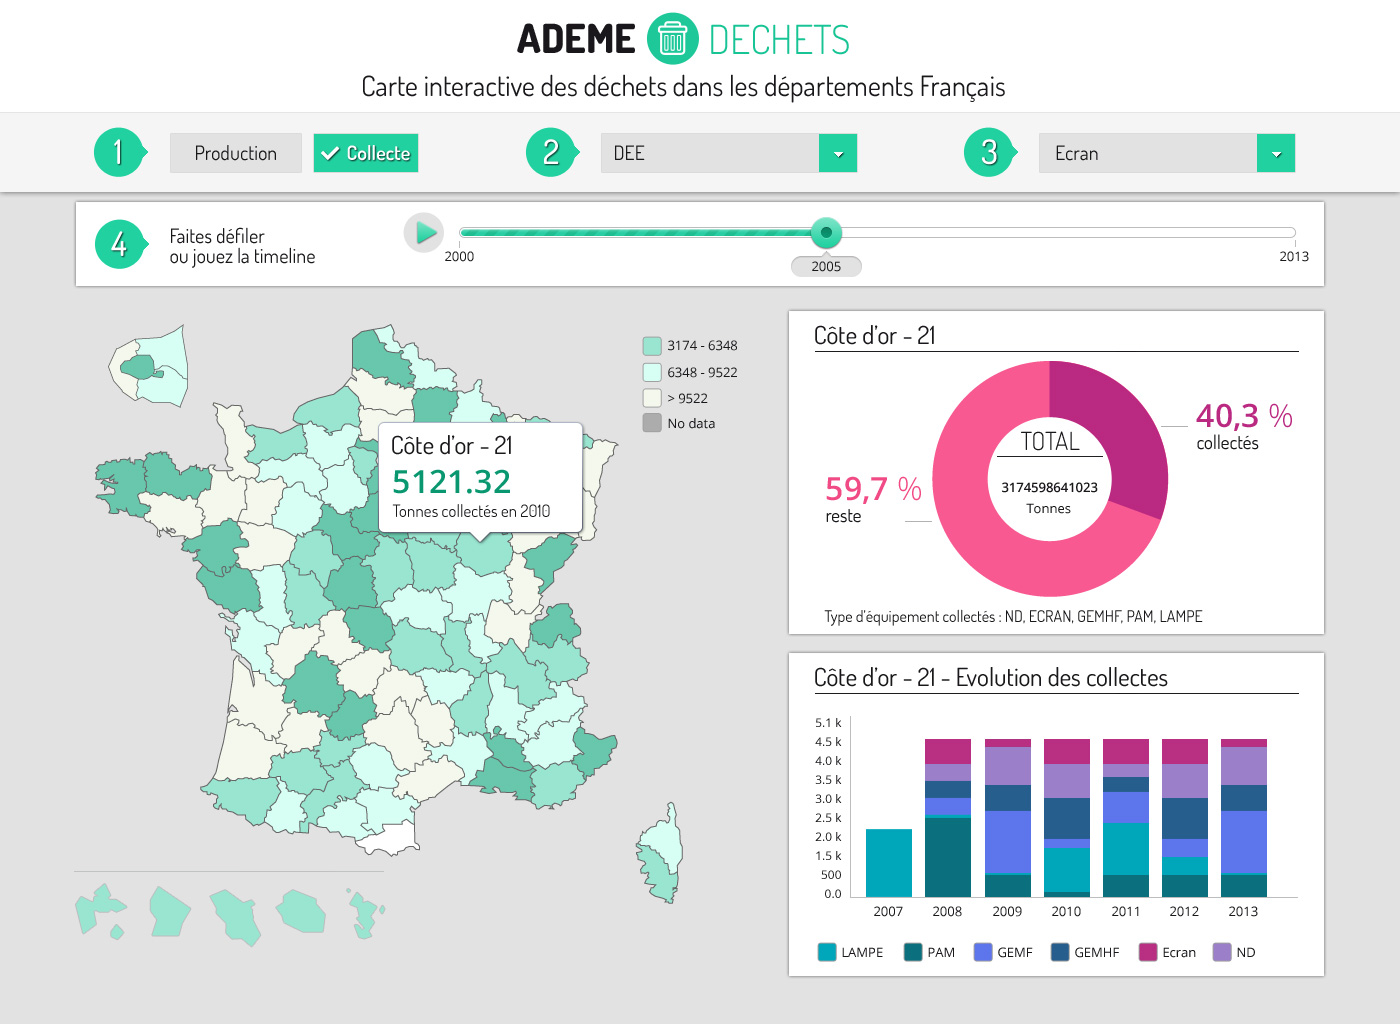 ADEME DECHETS
Carte interactive des déchets dans les départements Français
1
Production
Collecte
2
DEE
3
Ecran
4
Faites défiler
ou jouez la timeline
2000
2005
2013
3174 - 6348
6348 - 9522
> 9522
No data
Côte d'or - 21
5121.32
Tonnes collectés en 2010
Côte d'or - 21
40,3 %
collectés
59,7 %
reste
TOTAL
3174598641023
Tonnes
Type d'équipement collectés : ND, ECRAN, GEMHF, PAM, LAMPE
Côte d'or - 21 - Evolution des collectes
5.1 k
4.5 k
4.0 k
3.5 k
3.0 k
2.5 k
2.0 k
1.5 k
500
0.0
2007 2008 2009 2010 2011 2012 2013
LAMPE PAM GEMF GEMHF Ecran ND